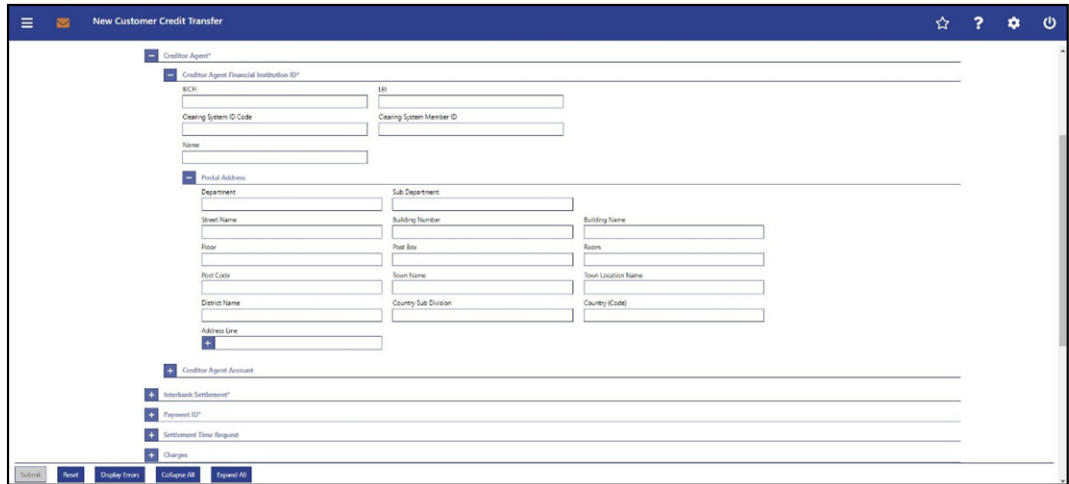 New Customer Credit Transfer
Creditor Agent*
Creditor Agent Financial Institution ID*
BICFI LEI
Clearing System ID Code Clearing System Member ID
Name
Postal Address
Department Sub Department
Street Name Building Number Building Name
Floor Post Box Room
Post Code Town Name Town Location Name
District Name Country Sub Division Country (Code)
Address Line
Creditor Agent Account
Interbank Settlement*
Payment ID*
Settlement Time Request
Charges
Submit Reset Display Errors Collapse All Expand All